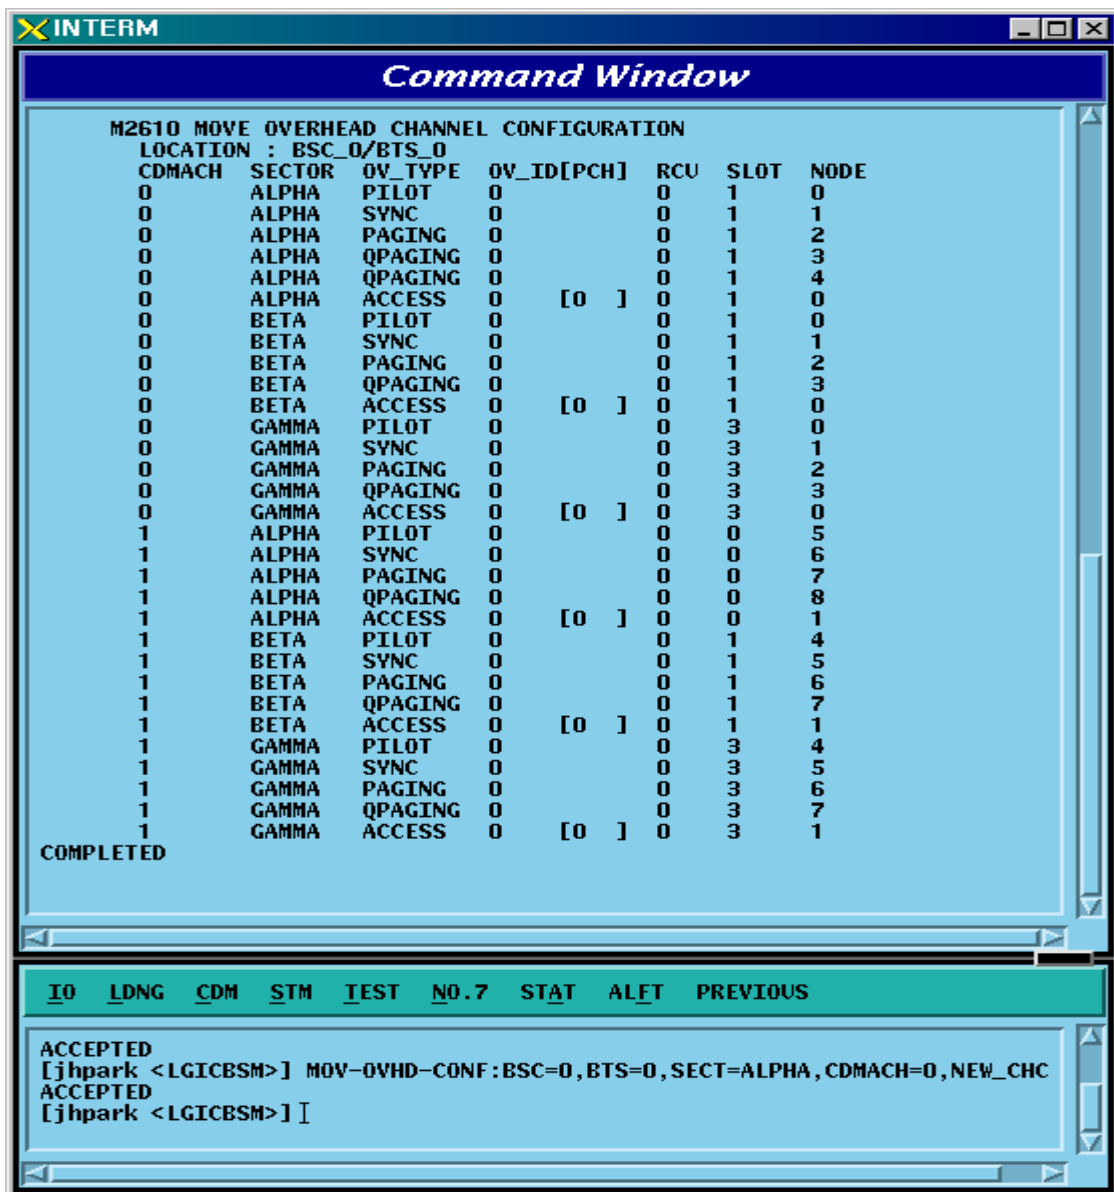 INTERM
Command Window
M2610 MOVE OVERHEAD CHANNEL CONFIGURATION
LOCATION : BSC_0/BTS_0
CDMACH SECTOR OV_TYPE OV_ID[PCH] RCU SLOT NODE
0 ALPHA PILOT 0 0 1 0
0 ALPHA SYNC 0 0 1 1
0 ALPHA PAGING 0 0 1 2
0 ALPHA QPAGING 0 0 1 3
0 ALPHA QPAGING 0 0 1 4
0 ALPHA ACCESS 0 [0 ] 0 1 0
0 BETA PILOT 0 0 1 0
0 BETA SYNC 0 0 1 1
0 BETA PAGING 0 0 1 2
0 BETA QPAGING 0 0 1 3
0 BETA ACCESS 0 [0 ] 0 1 0
0 GAMMA PILOT 0 0 3 0
0 GAMMA SYNC 0 0 3 1
0 GAMMA PAGING 0 0 3 2
0 GAMMA QPAGING 0 0 3 3
0 GAMMA ACCESS 0 [0 ] 0 3 0
1 ALPHA PILOT 0 0 0 5
1 ALPHA SYNC 0 0 0 6
1 ALPHA PAGING 0 0 0 7
1 ALPHA QPAGING 0 0 0 8
1 ALPHA ACCESS 0 [0 ] 0 0 1
1 BETA PILOT 0 0 1 4
1 BETA SYNC 0 0 1 5
1 BETA PAGING 0 0 1 6
1 BETA QPAGING 0 0 1 7
1 BETA ACCESS 0 [0 ] 0 1 1
1 GAMMA PILOT 0 0 3 4
1 GAMMA SYNC 0 0 3 5
1 GAMMA PAGING 0 0 3 6
1 GAMMA QPAGING 0 0 3 7
1 GAMMA ACCESS 0 [0 ] 0 3 1
COMPLETED
IO LDNG CDM STM TEST NO.7 STAT ALFT PREVIOUS
ACCEPTED
[jhpark <LGICBSM>] MOV-OVHD-CONF:BSC=0,BTS=0,SECT=ALPHA,CDMACH=0,NEW_CHC
ACCEPTED
[jhpark <LGICBSM>]